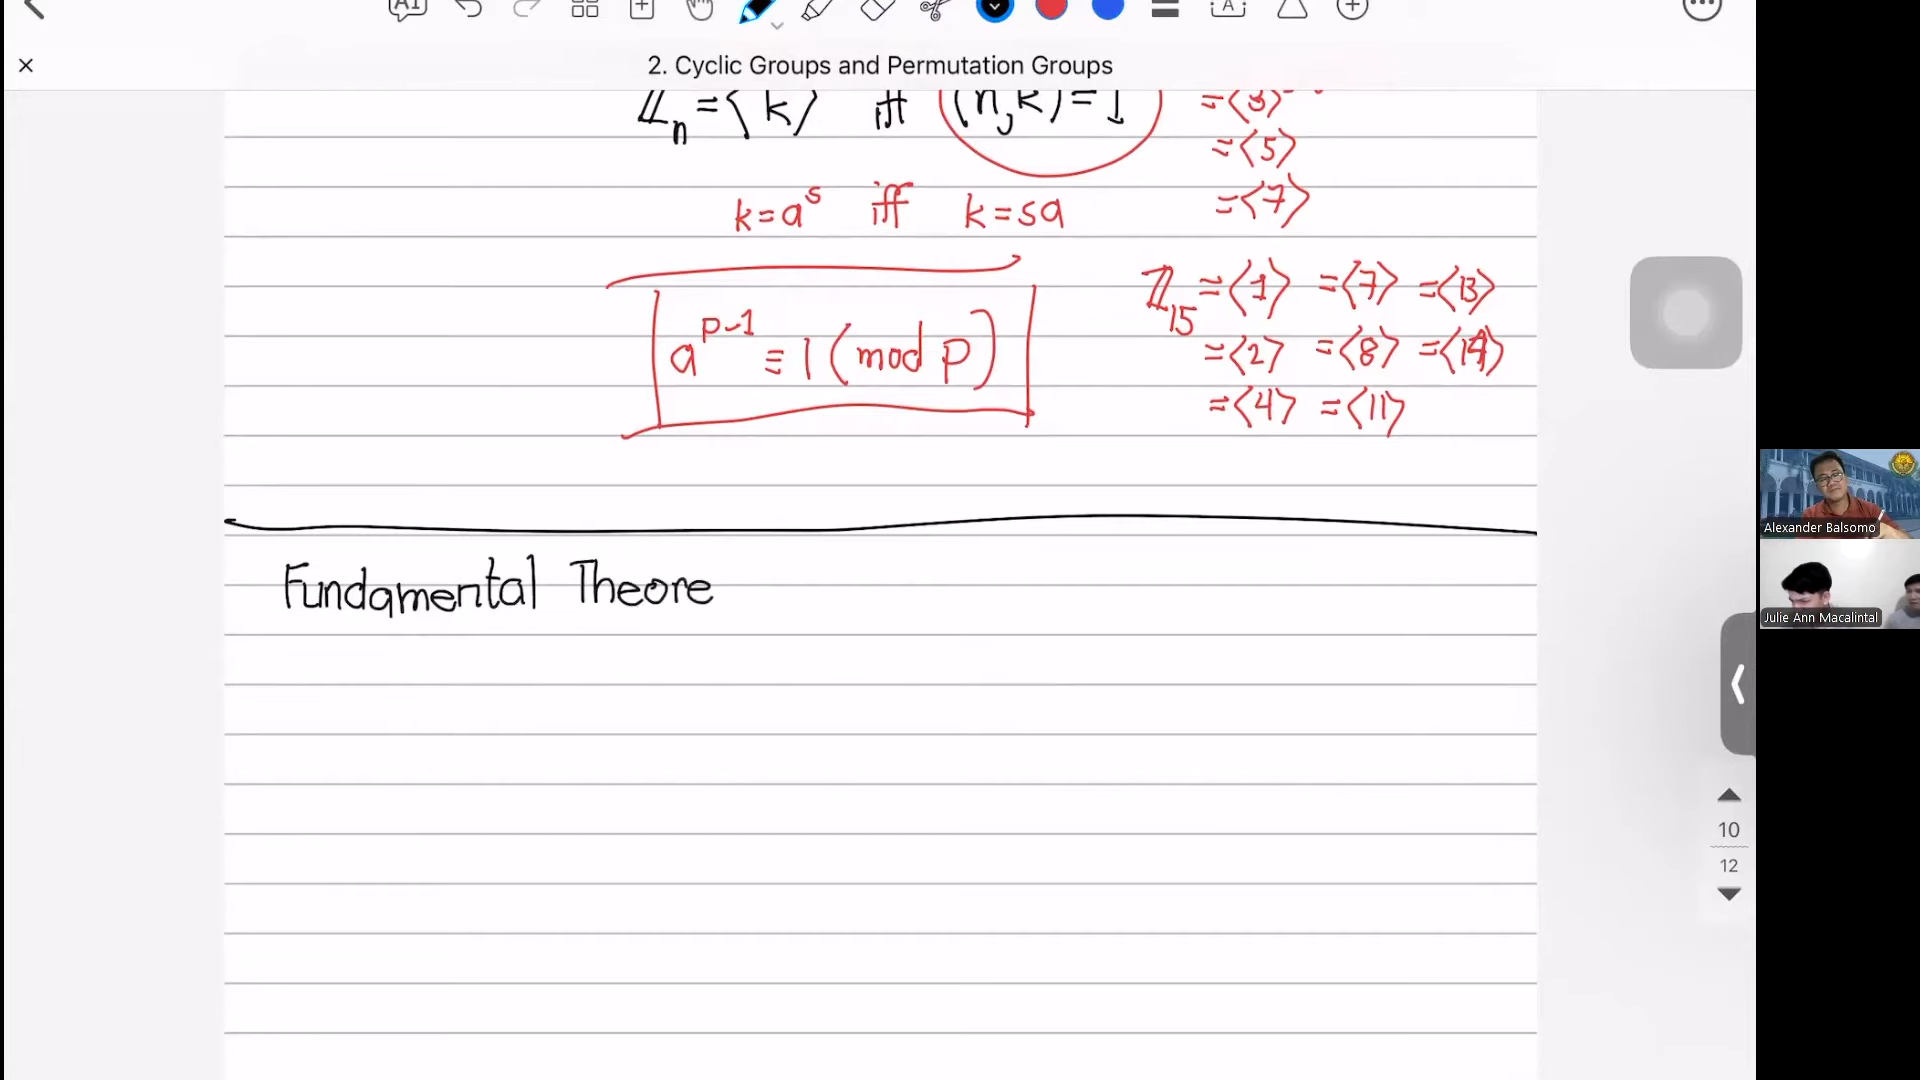 2. Cyclic Groups and Permutation Groups
ℤn = ⟨k⟩ iff (n,k) = 1
= ⟨3⟩
= ⟨5⟩
= ⟨7⟩
k = a^s iff k = sa
a^(p-1) ≡ 1 (mod p)
ℤ15 = ⟨1⟩ = ⟨7⟩ = ⟨13⟩
= ⟨2⟩ = ⟨8⟩ = ⟨14⟩
= ⟨4⟩ = ⟨11⟩
Fundamental Theore
Alexander Balsomo
Julie Ann Macalintal
10
12